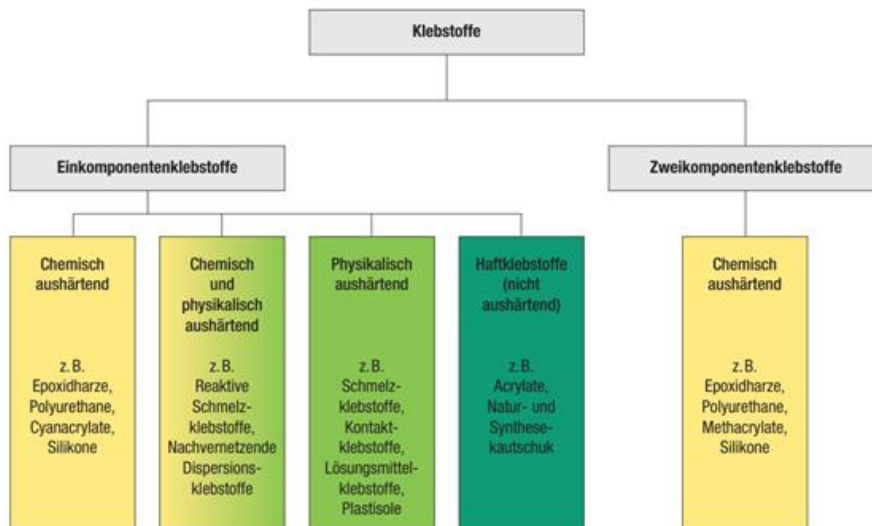 Klebstoffe
Einkomponentenklebstoffe
Zweikomponentenklebstoffe
Chemisch
aushärtend
z. B.
Epoxidharze,
Polyurethane,
Cyanacrylate,
Silikone
Chemisch
und
physikalisch
aushärtend
z. B.
Reaktive
Schmelz-
klebstoffe,
Nachvernetzende
Dispersions-
klebstoffe
Physikalisch
aushärtend
z. B.
Schmelz-
klebstoffe,
Kontakt-
klebstoffe,
Lösungsmittel-
klebstoffe,
Plastisole
Haftklebstoffe
(nicht
aushärtend)
z. B.
Acrylate,
Natur- und
Synthese-
kautschuk
Chemisch
aushärtend
z. B.
Epoxidharze,
Polyurethane,
Methacrylate,
Silikone